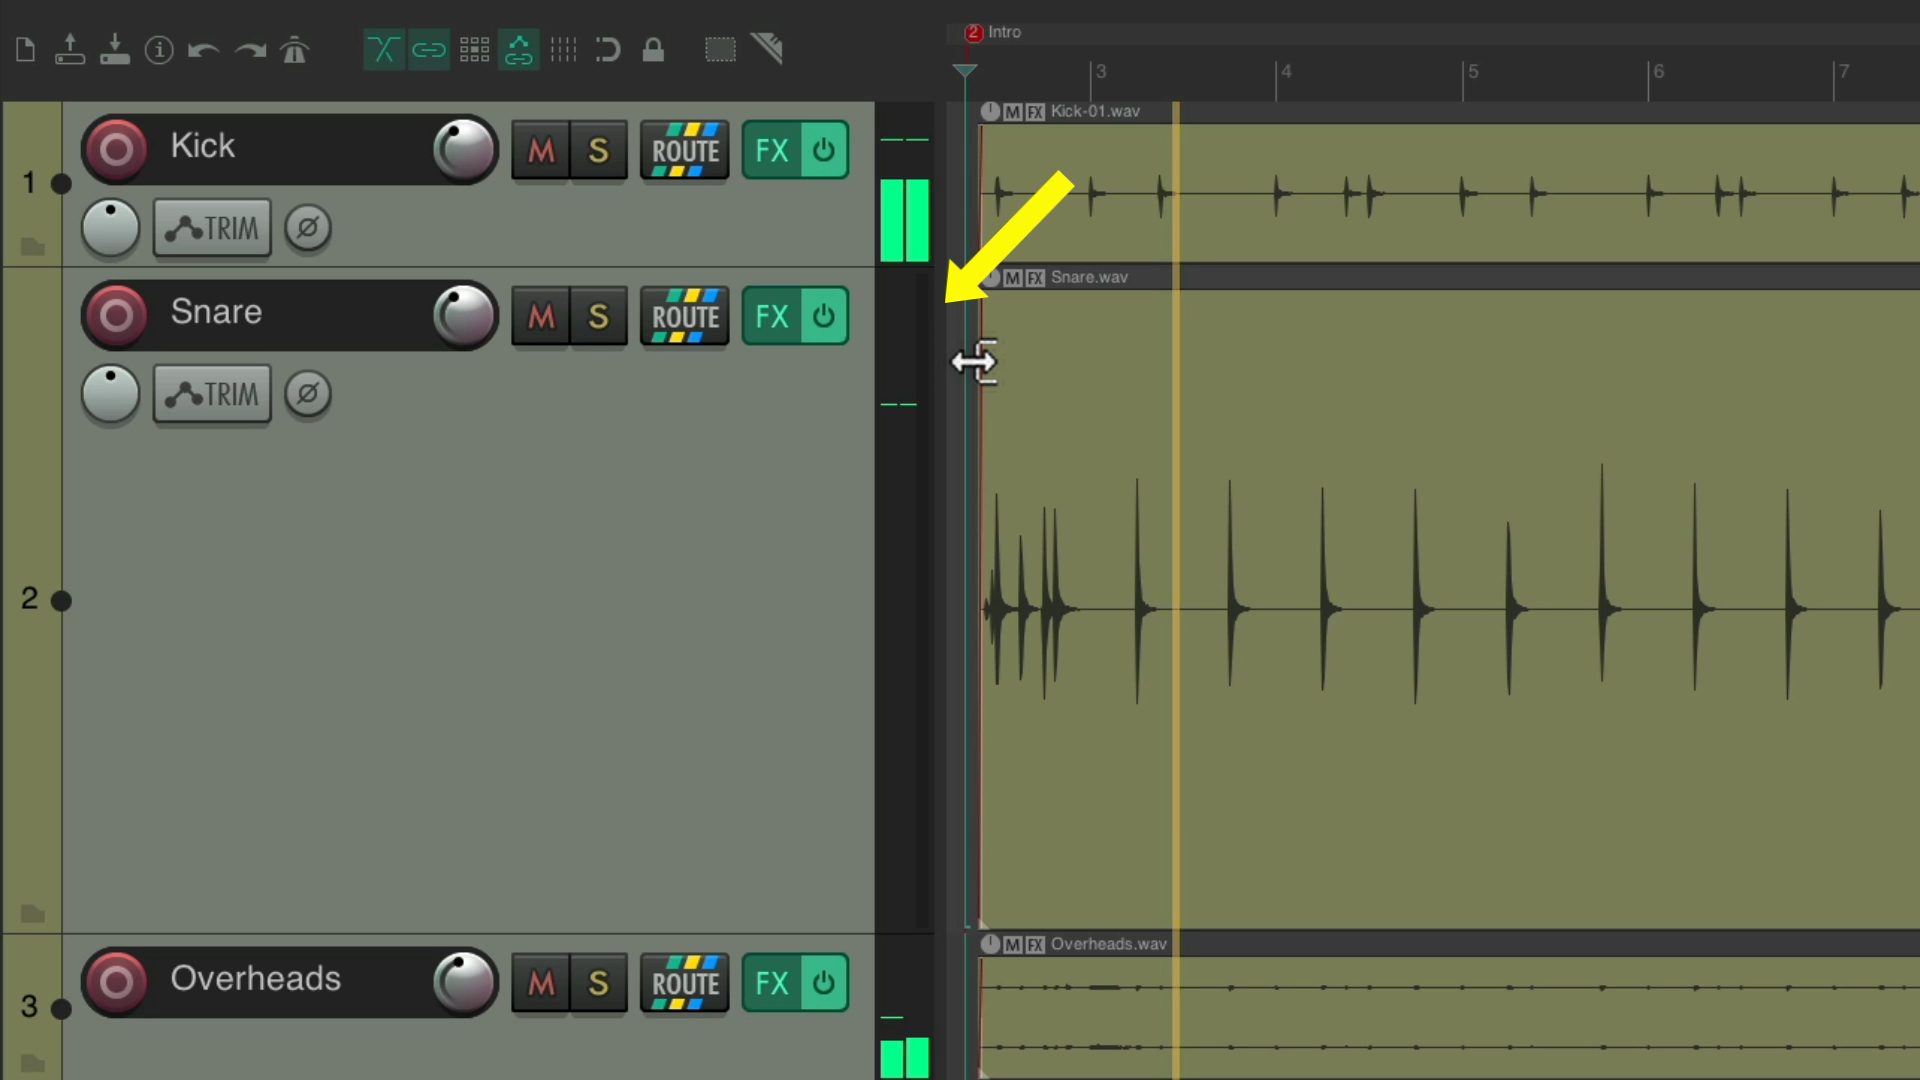 2 Intro
3 4 5 6 7
M FX Kick-01.wav
1 Kick M S ROUTE FX
TRIM
M FX Snare.wav
Snare M S ROUTE FX
TRIM
2
M FX Overheads.wav
Overheads M S ROUTE FX
3